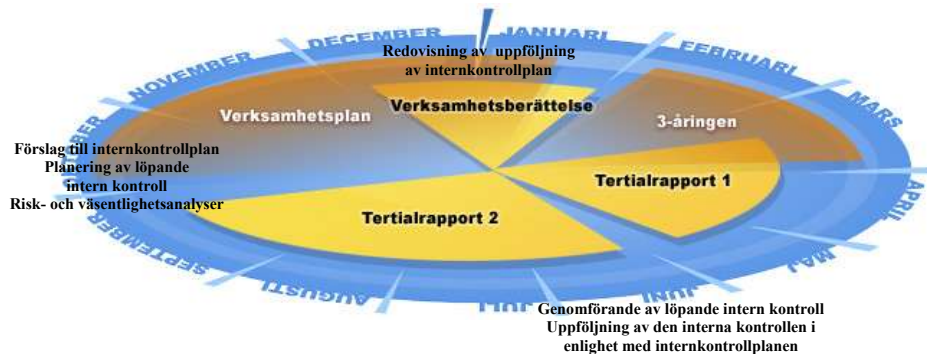 DECEMBER
JANUARI
Redovisning av uppföljning
av internkontrollplan
NOVEMBER
FEBRUARI
Verksamhetsplan
Verksamhetsberättelse
3-åringen
MARS
Förslag till internkontrollplan
Planering av löpande
intern kontroll
Risk- och väsentlighetsanalyser
Tertialrapport 1
APRIL
Tertialrapport 2
SEPTEMBER
MAJ
AUGUSTI
JULI
JUNI
Genomförande av löpande intern kontroll
Uppföljning av den interna kontrollen i
enlighet med internkontrollplanen